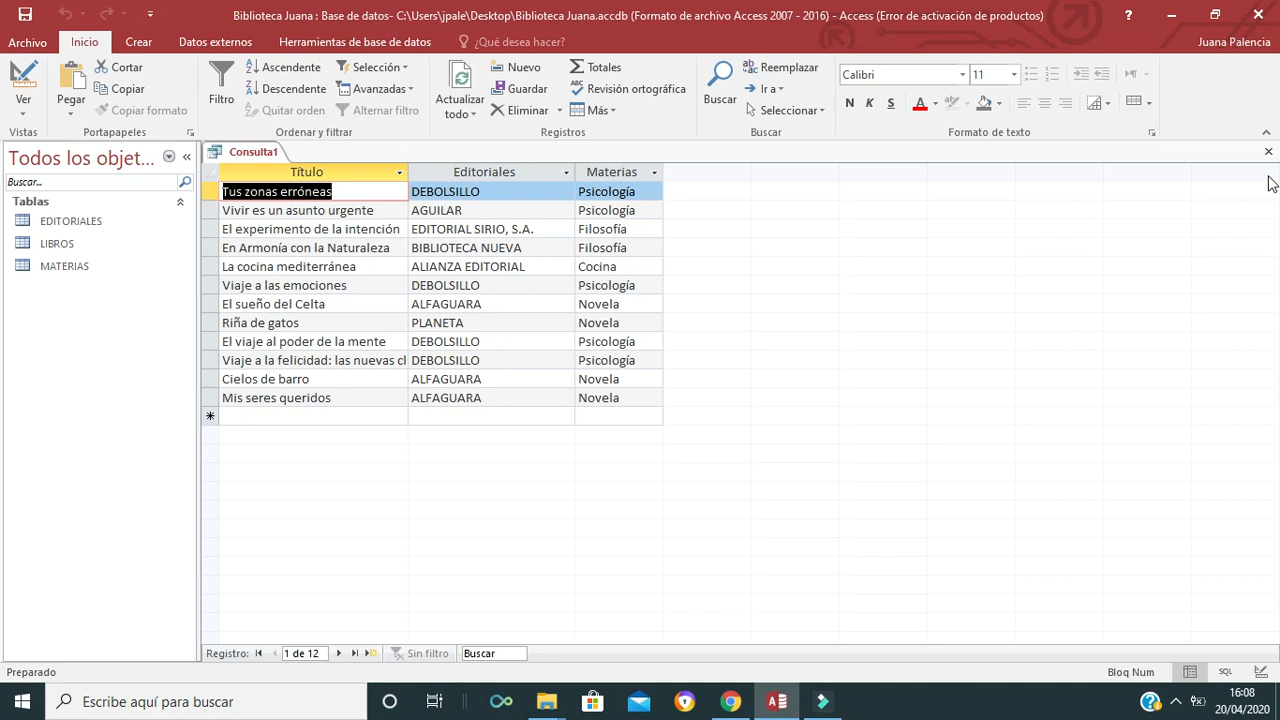 Biblioteca Juana : Base de datos- C:\Users\jpale\Desktop\Biblioteca Juana.accdb (Formato de archivo Access 2007 - 2016) - Access (Error de activación de productos)
Archivo Inicio Crear Datos externos Herramientas de base de datos ¿Qué desea hacer? Juana Palencia
Ver
Vistas
Pegar
Cortar
Copiar
Copiar formato
Portapapeles
Filtro
Ascendente
Descendente
Quitar orden
Selección
Avanzadas
Alternar filtro
Ordenar y filtrar
Actualizar
todo
Nuevo
Guardar
Eliminar
Totales
Revisión ortográfica
Más
Registros
Buscar
Reemplazar
Ir a
Seleccionar
Buscar
Calibri 11
N K S A
Formato de texto
Todos los objet...
Buscar...
Tablas
EDITORIALES
LIBROS
MATERIAS
Consulta1
Título Editoriales Materias
Tus zonas erróneas DEBOLSILLO Psicología
Vivir es un asunto urgente AGUILAR Psicología
El experimento de la intención EDITORIAL SIRIO, S.A. Filosofía
En Armonía con la Naturaleza BIBLIOTECA NUEVA Filosofía
La cocina mediterránea ALIANZA EDITORIAL Cocina
Viaje a las emociones DEBOLSILLO Psicología
El sueño del Celta ALFAGUARA Novela
Riña de gatos PLANETA Novela
El viaje al poder de la mente DEBOLSILLO Psicología
Viaje a la felicidad: las nuevas cl DEBOLSILLO Psicología
Cielos de barro ALFAGUARA Novela
Mis seres queridos ALFAGUARA Novela
Registro: 1 de 12 Sin filtro Buscar
Preparado Bloq Num SQL
Escribe aquí para buscar
16:08
20/04/2020